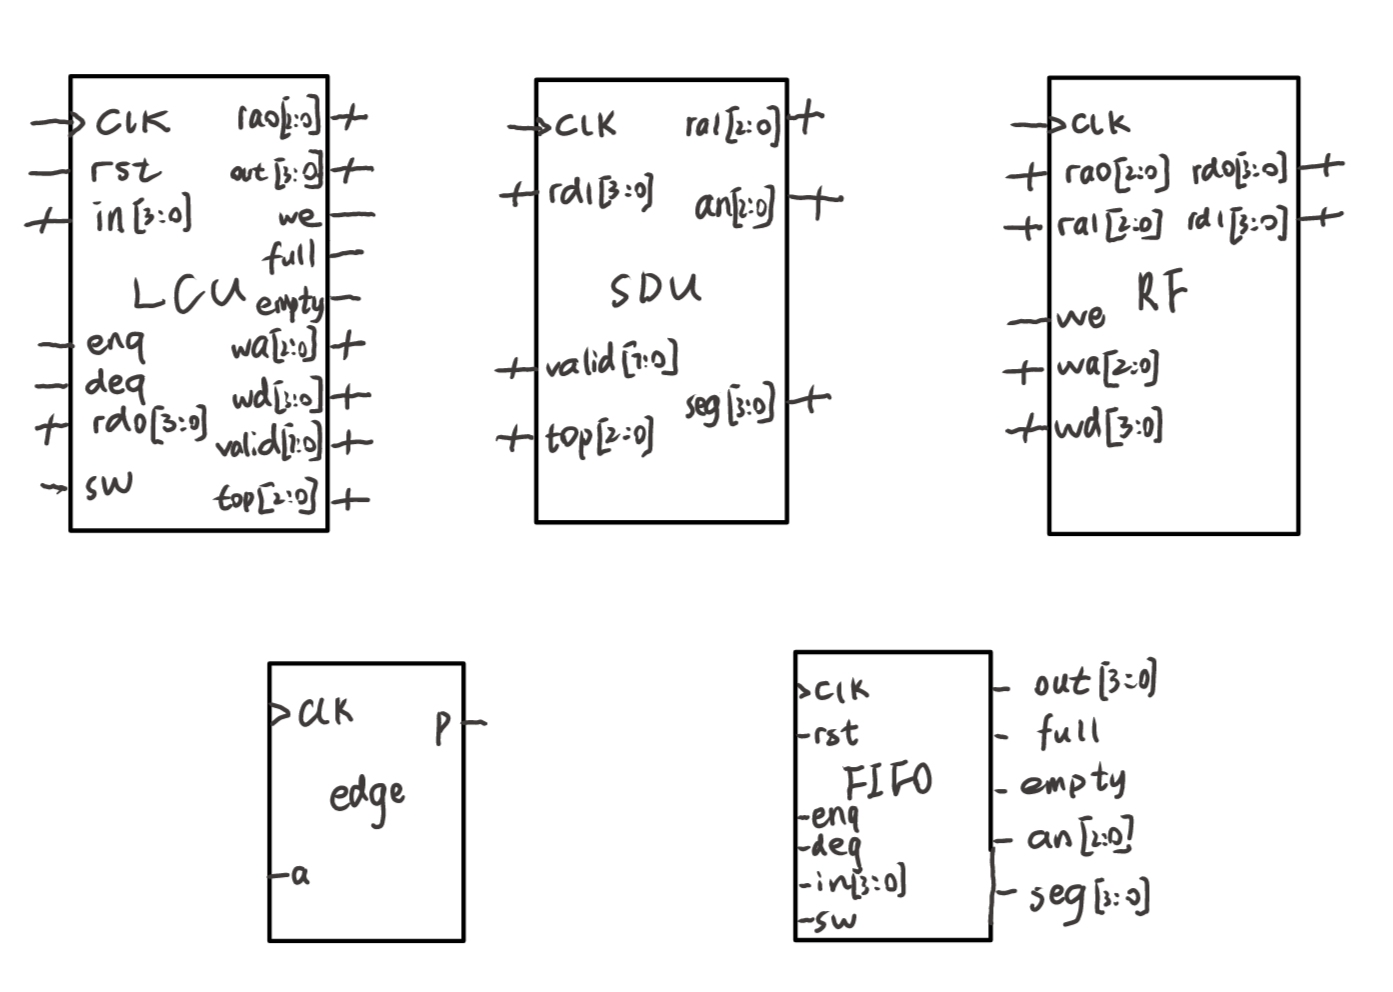 CLK ra0[2:0]
rst out[3:0]
in[3:0] we
full
LCU empty
enq wa[2:0]
deq wd[3:0]
rd0[3:0] valid[7:0]
sw top[2:0]
CLK ra1[2:0]
rd1[3:0] an[2:0]
SDU
valid[7:0]
seg[3:0]
top[2:0]
CLK
ra0[2:0] rd0[3:0]
ra1[2:0] rd1[3:0]
RF
we
wa[2:0]
wd[3:0]
CLK p
edge
a
CLK out[3:0]
rst full
FIFO empty
enq
deq an[2:0]
in[3:0] seg[3:0]
sw